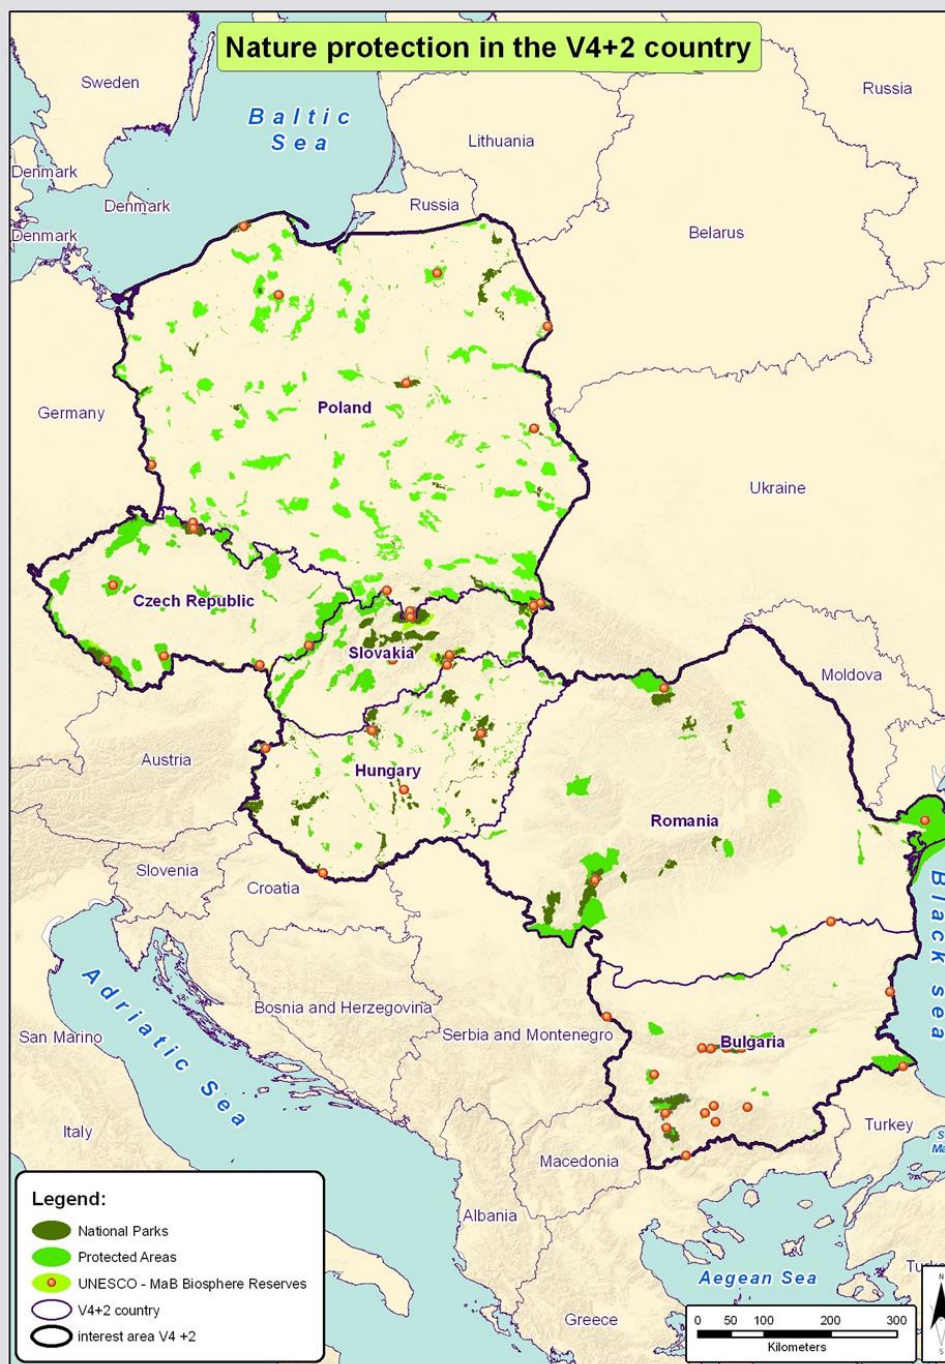 Nature protection in the V4+2 country
Sweden
Russia
Baltic
Sea
Lithuania
Denmark
Denmark
Russia
Denmark
Belarus
Germany
Poland
Ukraine
Czech Republic
Slovakia
Moldova
Austria
Hungary
Romania
Slovenia
Croatia
Black sea
Adriatic Sea
Bosnia and Herzegovina
San Marino
Serbia and Montenegro
Bulgaria
Italy
Turkey
Macedonia
Legend:
National Parks
Albania
Protected Areas
UNESCO - MaB Biosphere Reserves
Aegean Sea
V4+2 country
interest area V4 +2
Greece
0 50 100 200 300
Kilometers
N
S